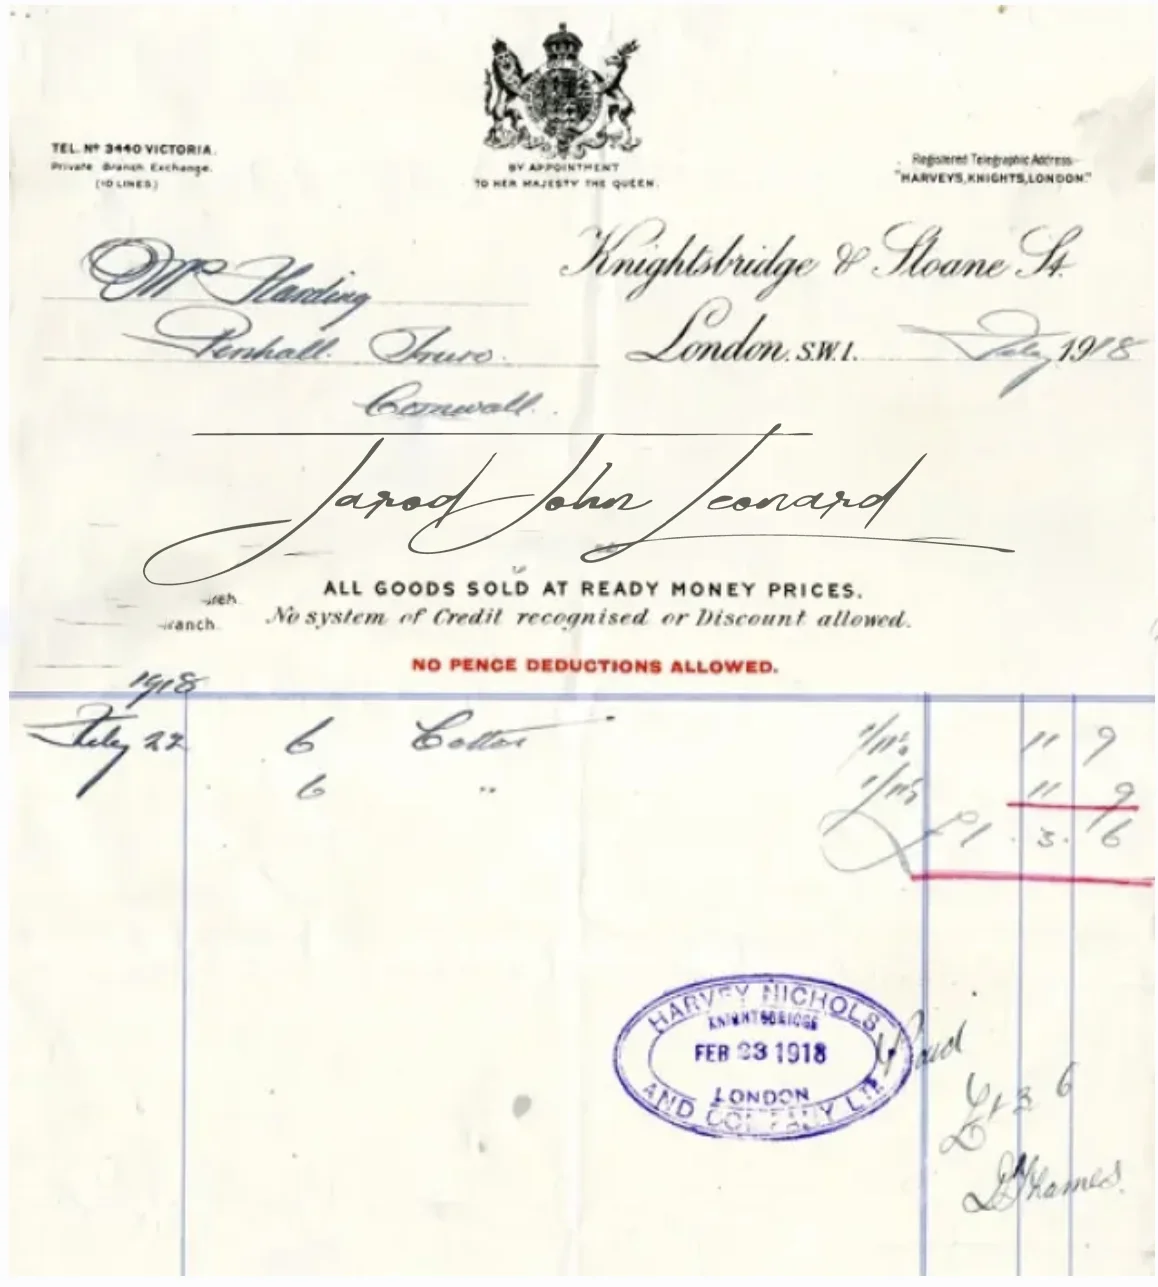 TEL. Nº 3440 VICTORIA.
Private Branch Exchange.
(10 LINES)
BY APPOINTMENT
TO HER MAJESTY THE QUEEN.
Registered Telegraphic Address
"HARVEYS, KNIGHTS, LONDON."
Knightsbridge & Sloane St.
Harding
London. S.W.1. 1918
Penhall. Truro.
Cornwall.
Jarod John Leonard
ALL GOODS SOLD AT READY MONEY PRICES.
ranch.
No system of Credit recognised or Discount allowed.
NO PENCE DEDUCTIONS ALLOWED.
1918
22 6 Cotton 11 9
6 " 11 9
£1. 3. 6
HARVEY NICHOLS
KNIGHTSBRIDGE
FEB 23 1918
LONDON
AND COMPANY LTD
Paid
£1 3 6